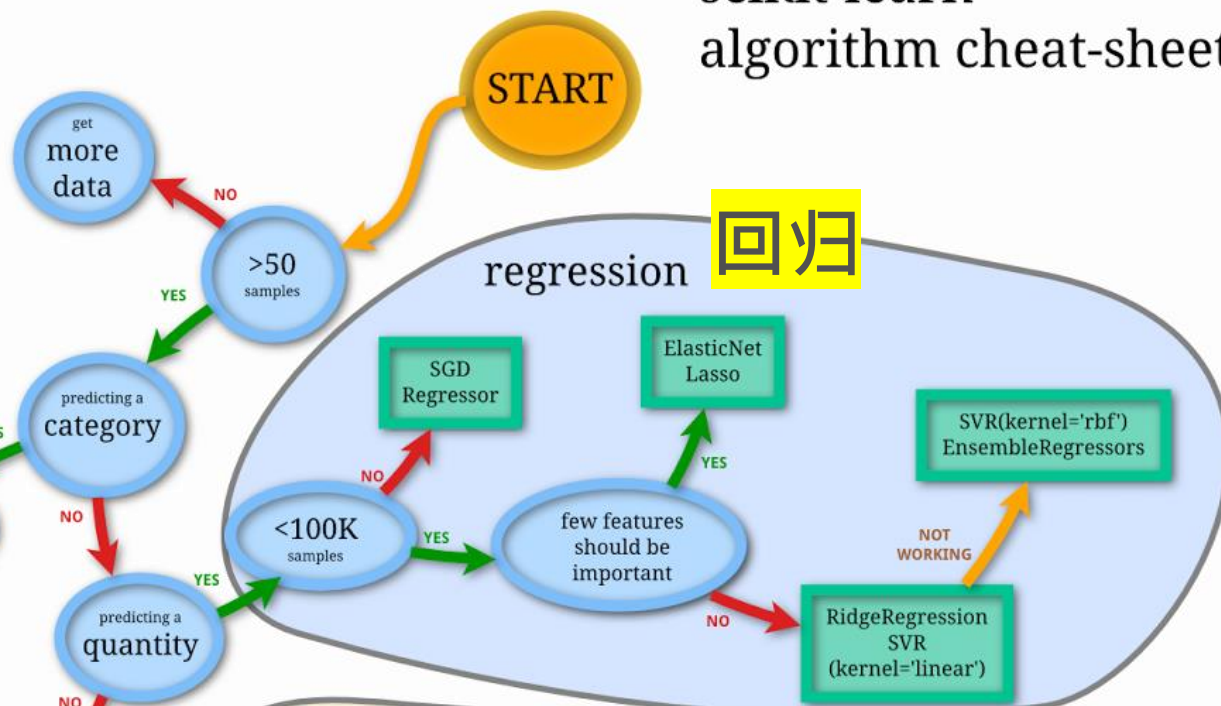 algorithm cheat-sheet
START
get
more
data
NO
>50
samples
YES
predicting a
category
NO
predicting a
quantity
YES
NO
regression
回归
SGD
Regressor
NO
<100K
samples
YES
few features
should be
important
YES
ElasticNet
Lasso
NO
RidgeRegression
SVR
(kernel='linear')
NOT
WORKING
SVR(kernel='rbf')
EnsembleRegressors